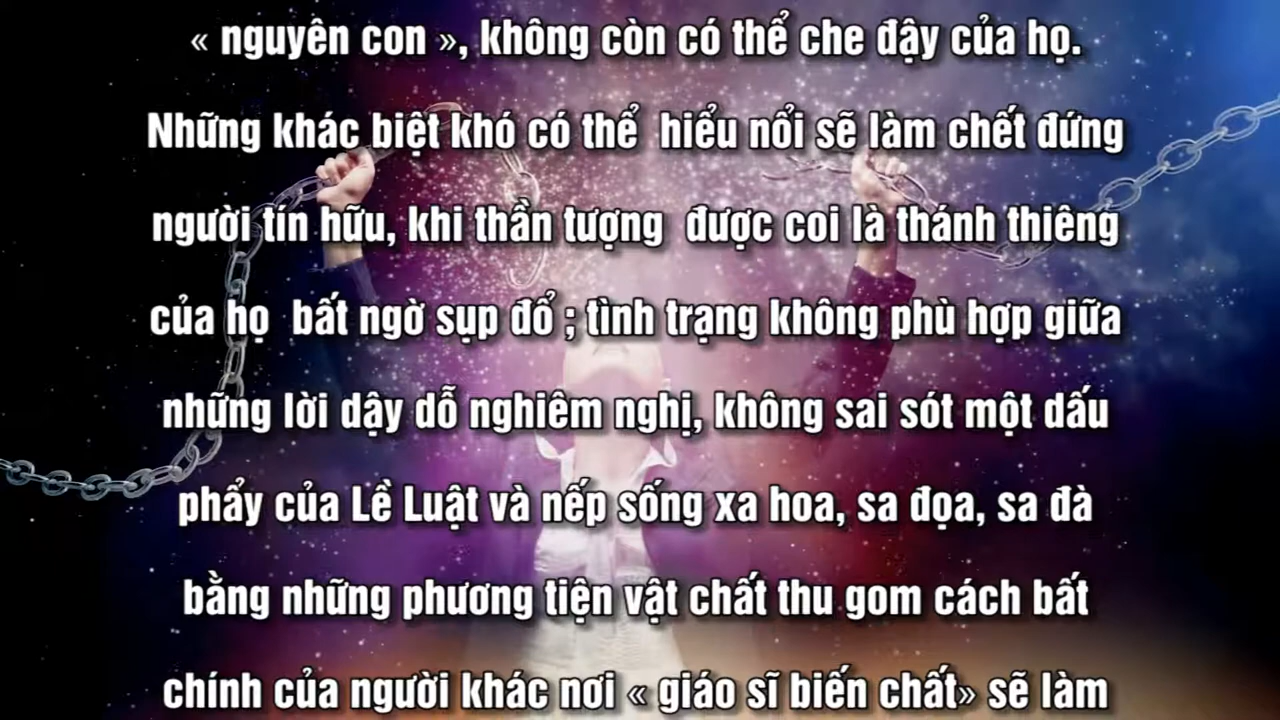 « nguyên con », không còn có thể che đậy của họ.
Những khác biệt khó có thể  hiểu nổi sẽ làm chết đứng
người tín hữu, khi thần tượng  được coi là thánh thiêng
của họ  bất ngờ sụp đổ ; tình trạng không phù hợp giữa
những lời dậy dỗ nghiêm nghị, không sai sót một dấu
phẩy của Lề Luật và nếp sống xa hoa, sa đọa, sa đà
bằng những phương tiện vật chất thu gom cách bất
chính của người khác nơi « giáo sĩ biến chất» sẽ làm